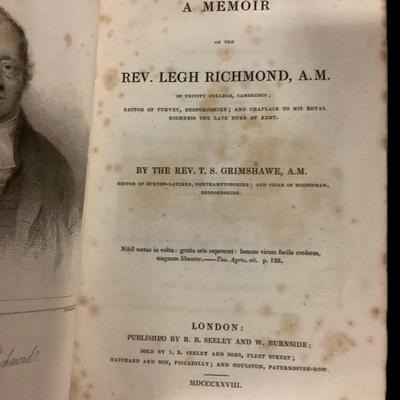 A MEMOIR
OF THE
REV. LEGH RICHMOND, A.M.
OF TRINITY COLLEGE, CAMBRIDGE;
RECTOR OF TURVEY, BEDFORDSHIRE; AND CHAPLAIN TO HIS ROYAL
HIGHNESS THE LATE DUKE OF KENT.
BY THE REV. T. S. GRIMSHAWE, A.M.
RECTOR OF BURTON-LATIMER, NORTHAMPTONSHIRE; AND VICAR OF BIDDENHAM,
BEDFORDSHIRE.
Nihil metus in vultu: gratia oris supererat: bonum virum facile crederes,
magnum libenter.—Tac. Agric. vit. p. 128.
LONDON:
PUBLISHED BY R. B. SEELEY AND W. BURNSIDE;
SOLD BY L. B. SEELEY AND SONS, FLEET STREET;
HATCHARD AND SON, PICCADILLY; AND HOULSTON, PATERNOSTER-ROW.
MDCCCXXVIII.
Richmond